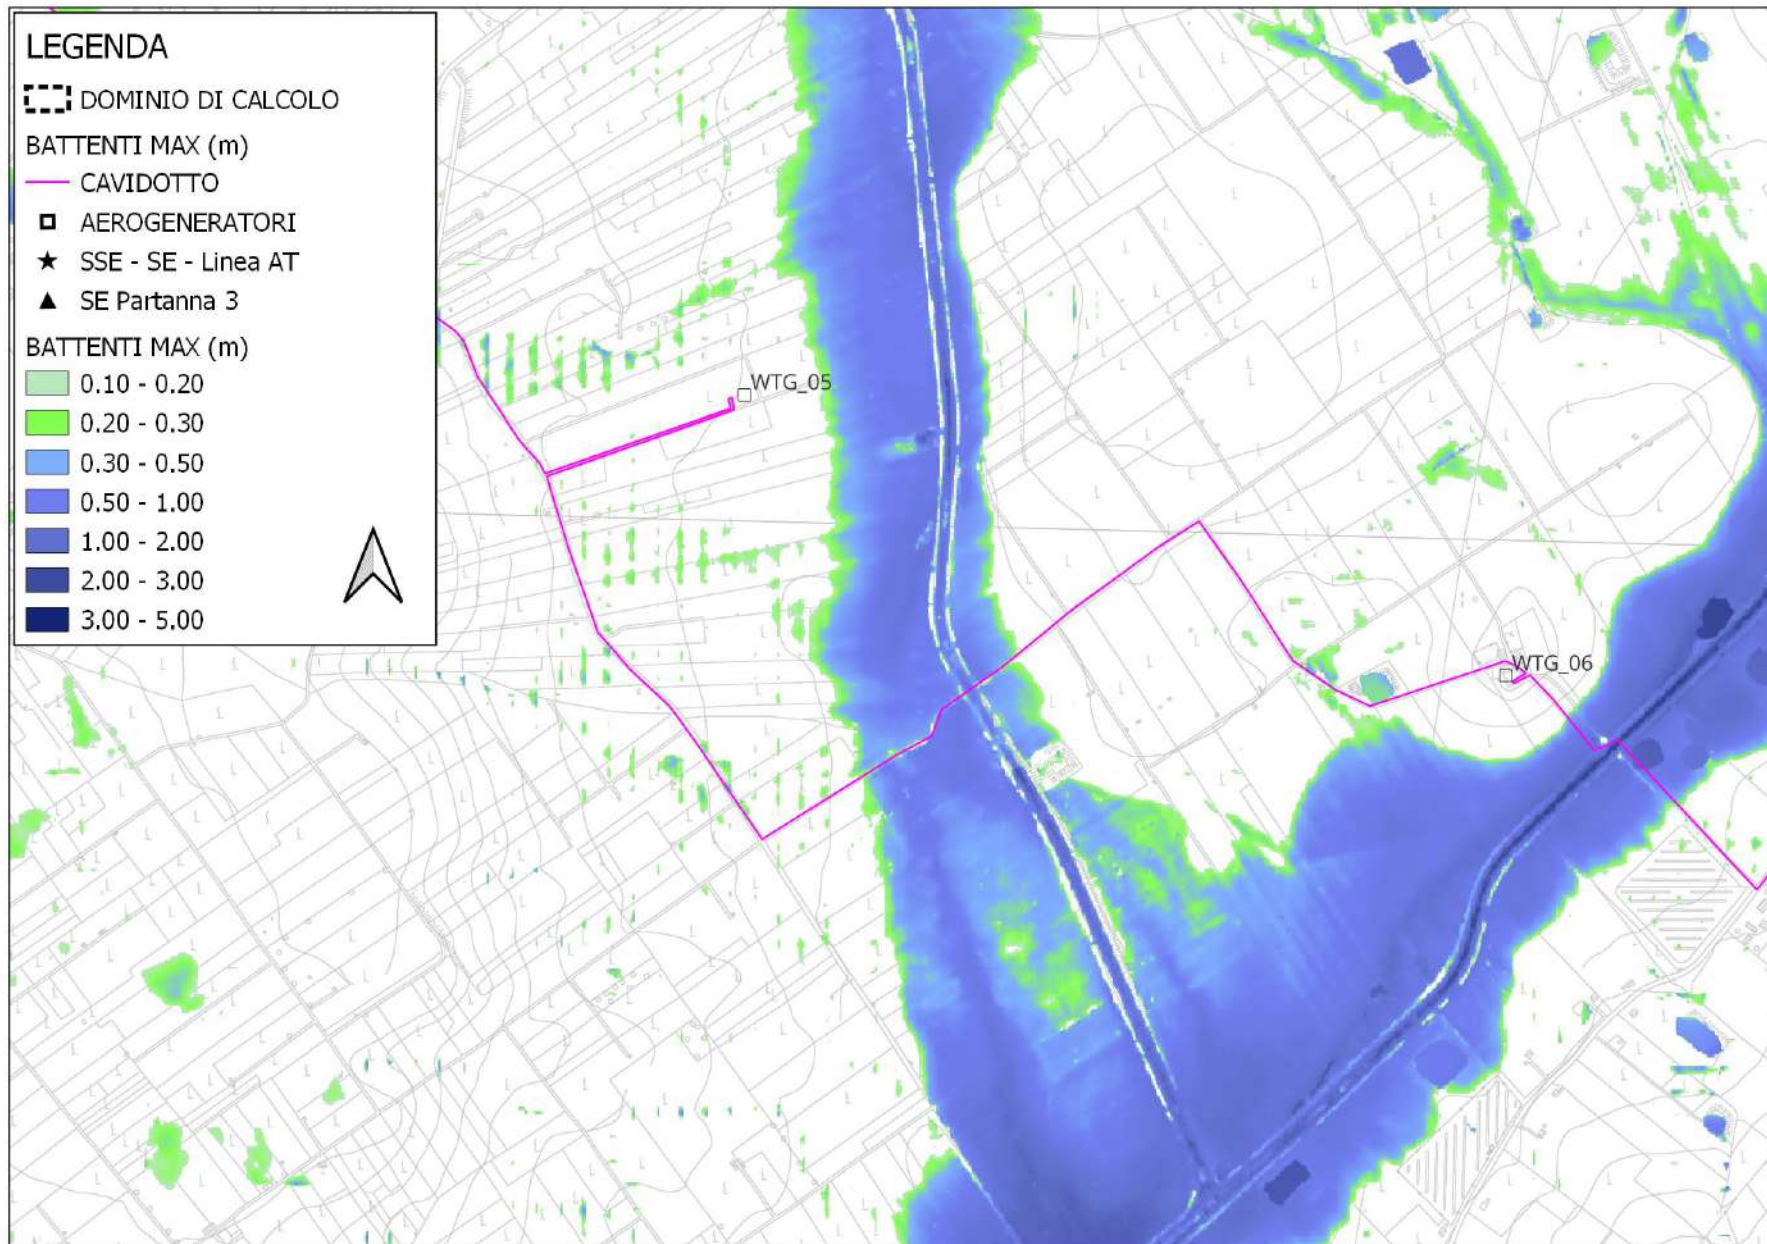 LEGENDA
DOMINIO DI CALCOLO
BATTENTI MAX (m)
CAVIDOTTO
AEROGENERATORI
SSE - SE - Linea AT
SE Partanna 3
BATTENTI MAX (m)
0.10 - 0.20
0.20 - 0.30
0.30 - 0.50
0.50 - 1.00
1.00 - 2.00
2.00 - 3.00
3.00 - 5.00
WTG_05
WTG_06